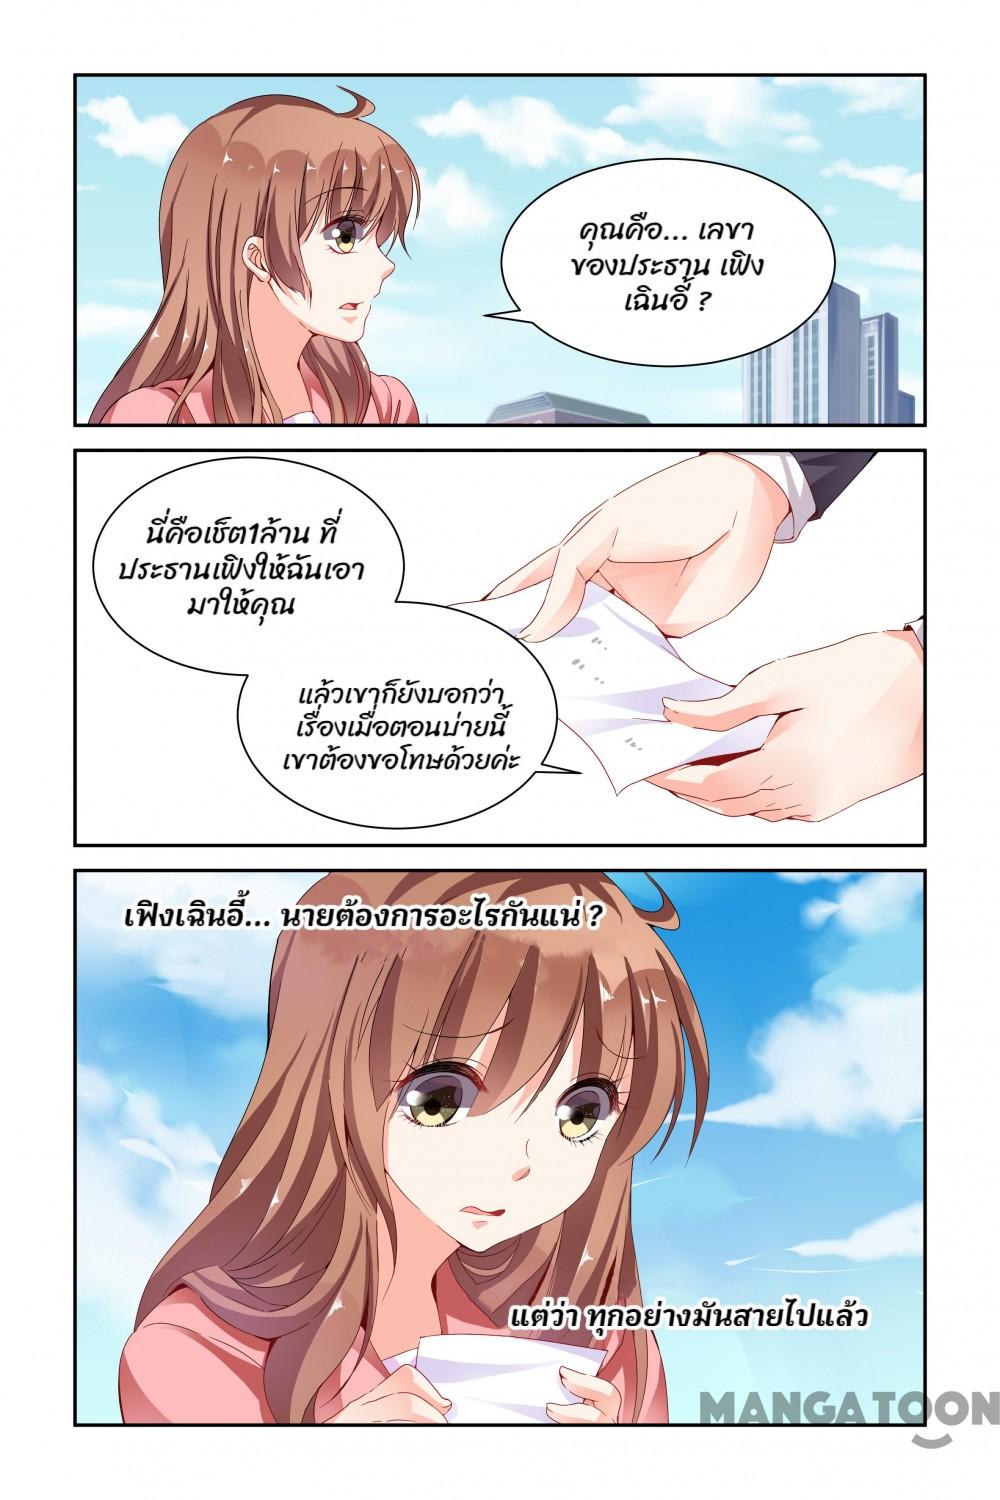 คุณคือ... เลขา
ของประธาน เฟิง
เฉินอี้ ?
นี่คือเช็ต1ล้าน ที่
ประธานเฟิงให้ฉันเอา
มาให้คุณ
แล้วเขาก็ยังบอกว่า
เรื่องเมื่อตอนบ่ายนี้
เขาต้องขอโทษด้วยค่ะ
เฟิงเฉินอี้... นายต้องการอะไรกันแน่ ?
แต่ว่า ทุกอย่างมันสายไปแล้ว
MANGATOON